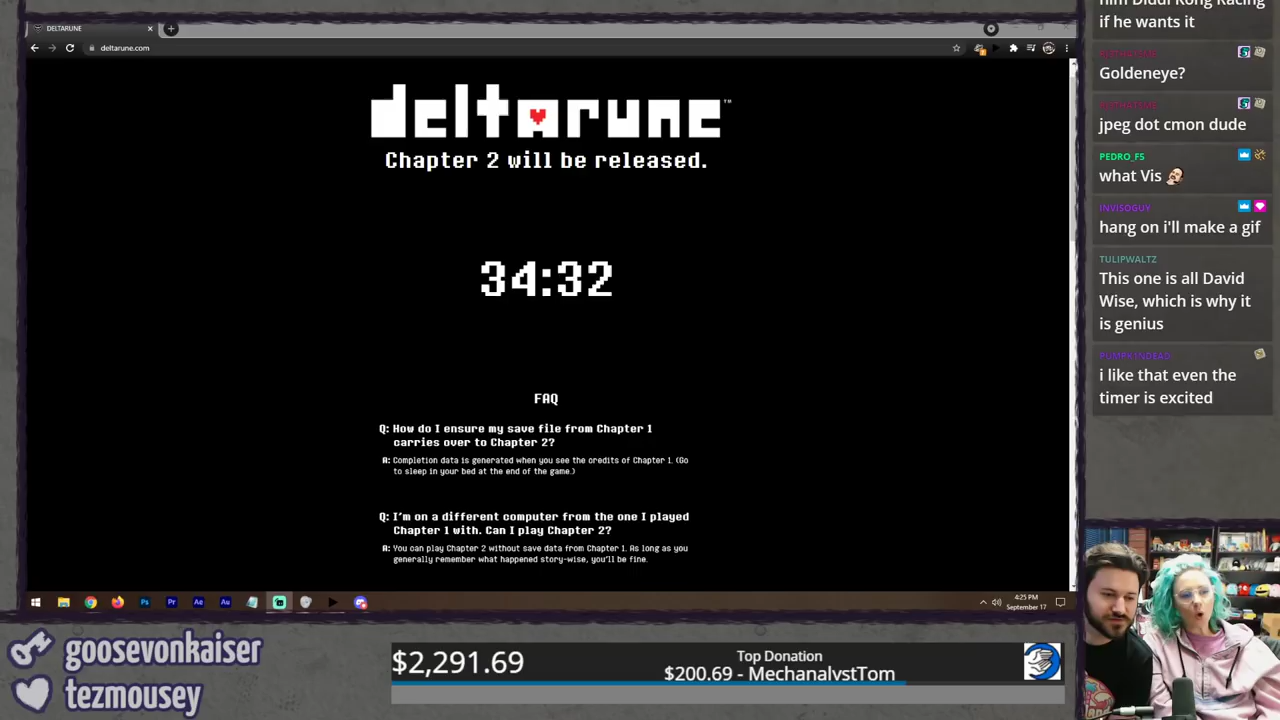 DELTARUNE
deltarune.com
deltarune™
Chapter 2 will be released.
34:32
FAQ
Q: How do I ensure my save file from Chapter 1
carries over to Chapter 2?
A: Completion data is generated when you see the credits of Chapter 1. (Go
to sleep in your bed at the end of the game.)
Q: I'm on a different computer from the one I played
Chapter 1 with. Can I play Chapter 2?
A: You can play Chapter 2 without save data from Chapter 1. As long as you
generally remember what happened story-wise, you'll be fine.
4:25 PM
September 17
him Diddi Kong Racing
if he wants it
Goldeneye?
jpeg dot cmon dude
PEDRO_F5
what Vis
INVISOGUY
hang on i'll make a gif
TULIPWALTZ
This one is all David
Wise, which is why it
is genius
PUMPK1NDEAD
i like that even the
timer is excited
goosevonkaiser
tezmousey
$2,291.69
Top Donation
$200.69 - MechanalystTom